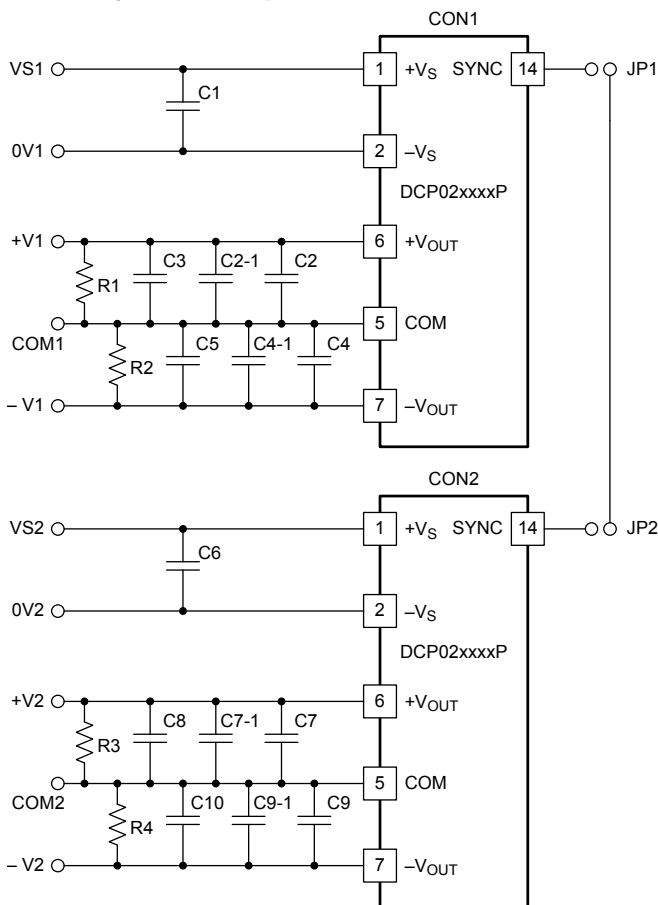 CON1
VS1 1 +VS SYNC 14 JP1
C1
0V1 2 –VS
DCP02xxxxP
+V1 6 +VOUT
R1 C3 C2-1 C2
COM1 5 COM
R2 C5 C4-1 C4
– V1 7 –VOUT
CON2
VS2 1 +VS SYNC 14 JP2
C6
0V2 2 –VS
DCP02xxxxP
+V2 6 +VOUT
R3 C8 C7-1 C7
COM2 5 COM
R4 C10 C9-1 C9
– V2 7 –VOUT